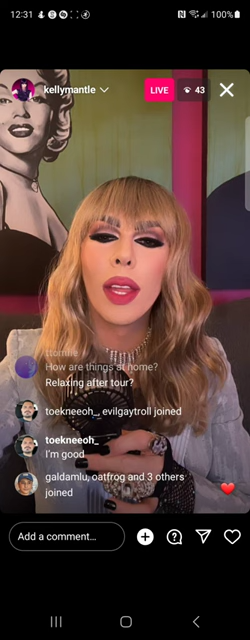 12:31
100%
kellymantle
LIVE
43
How are things at home?
Relaxing after tour?
toekneeoh_, evilgaytroll joined
toekneeoh_
I'm good
galdamlu, oatfrog and 3 others
joined
Add a comment...